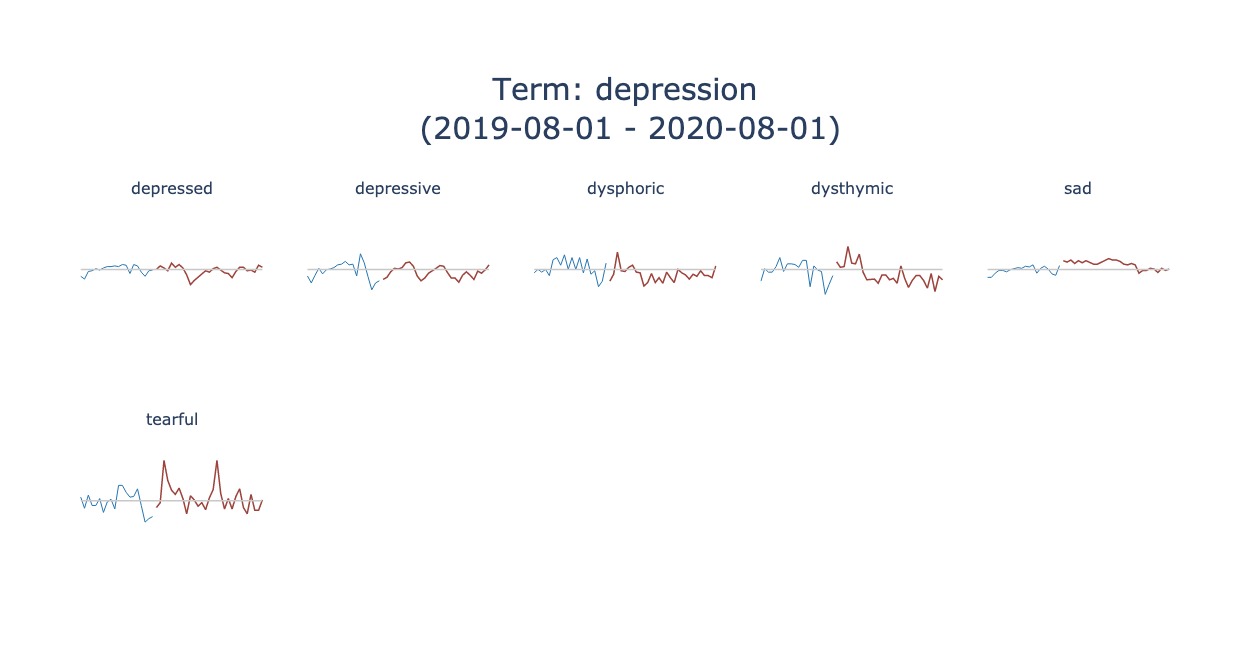 Term: depression
(2019-08-01 - 2020-08-01)
depressed
depressive
dysphoric
dysthymic
sad
tearful